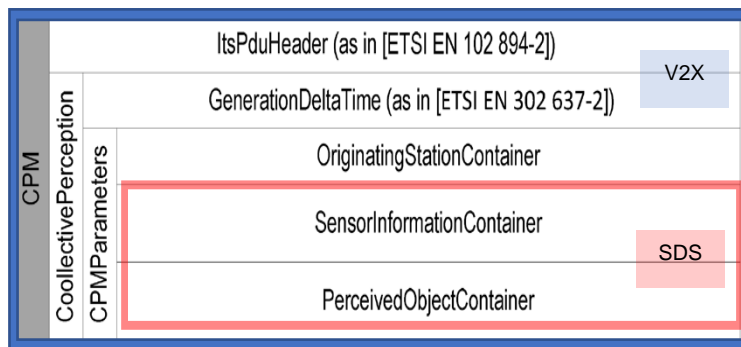 CPM
ItsPduHeader (as in [ETSI EN 102 894-2])
V2X
CoollectivePerception
GenerationDeltaTime (as in [ETSI EN 302 637-2])
CPMParameters
OriginatingStationContainer
SensorInformationContainer
SDS
PerceivedObjectContainer